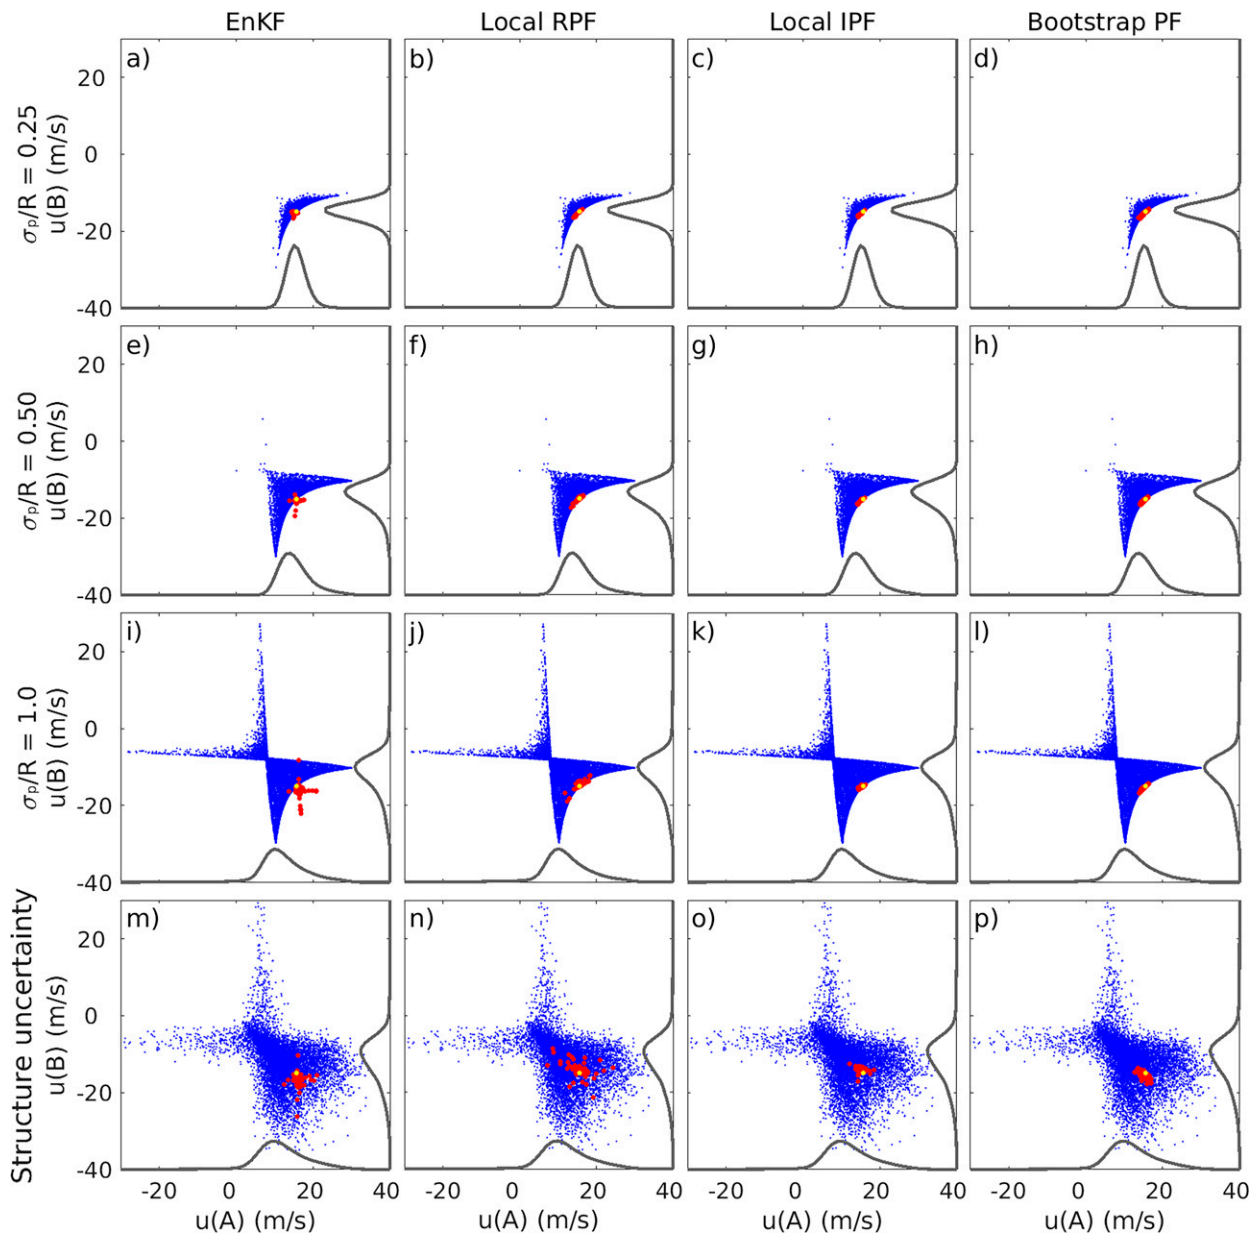 EnKF Local RPF Local IPF Bootstrap PF
a) b) c) d)
σp/R = 0.25
u(B) (m/s)
20
0
-20
-40
e) f) g) h)
σp/R = 0.50
u(B) (m/s)
20
0
-20
-40
i) j) k) l)
σp/R = 1.0
u(B) (m/s)
20
0
-20
-40
m) n) o) p)
Structure uncertainty
u(B) (m/s)
20
0
-20
-40
-20 0 20 40 -20 0 20 40 -20 0 20 40 -20 0 20 40
u(A) (m/s) u(A) (m/s) u(A) (m/s) u(A) (m/s)